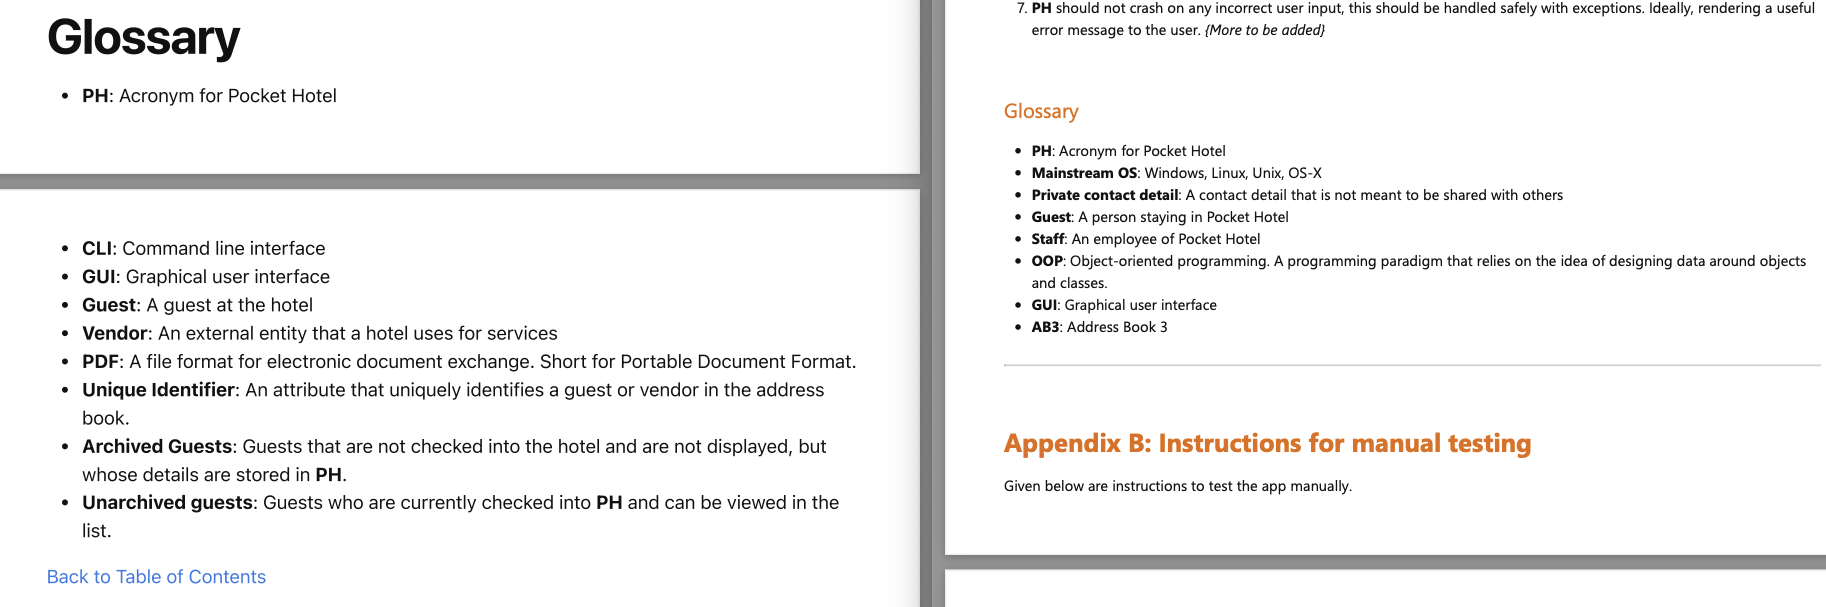 Glossary
• PH: Acronym for Pocket Hotel
• CLI: Command line interface
• GUI: Graphical user interface
• Guest: A guest at the hotel
• Vendor: An external entity that a hotel uses for services
• PDF: A file format for electronic document exchange. Short for Portable Document Format.
• Unique Identifier: An attribute that uniquely identifies a guest or vendor in the address
book.
• Archived Guests: Guests that are not checked into the hotel and are not displayed, but
whose details are stored in PH.
• Unarchived guests: Guests who are currently checked into PH and can be viewed in the
list.
Back to Table of Contents
7. PH should not crash on any incorrect user input, this should be handled safely with exceptions. Ideally, rendering a useful
error message to the user. {More to be added}
Glossary
• PH: Acronym for Pocket Hotel
• Mainstream OS: Windows, Linux, Unix, OS-X
• Private contact detail: A contact detail that is not meant to be shared with others
• Guest: A person staying in Pocket Hotel
• Staff: An employee of Pocket Hotel
• OOP: Object-oriented programming. A programming paradigm that relies on the idea of designing data around objects
and classes.
• GUI: Graphical user interface
• AB3: Address Book 3
Appendix B: Instructions for manual testing
Given below are instructions to test the app manually.